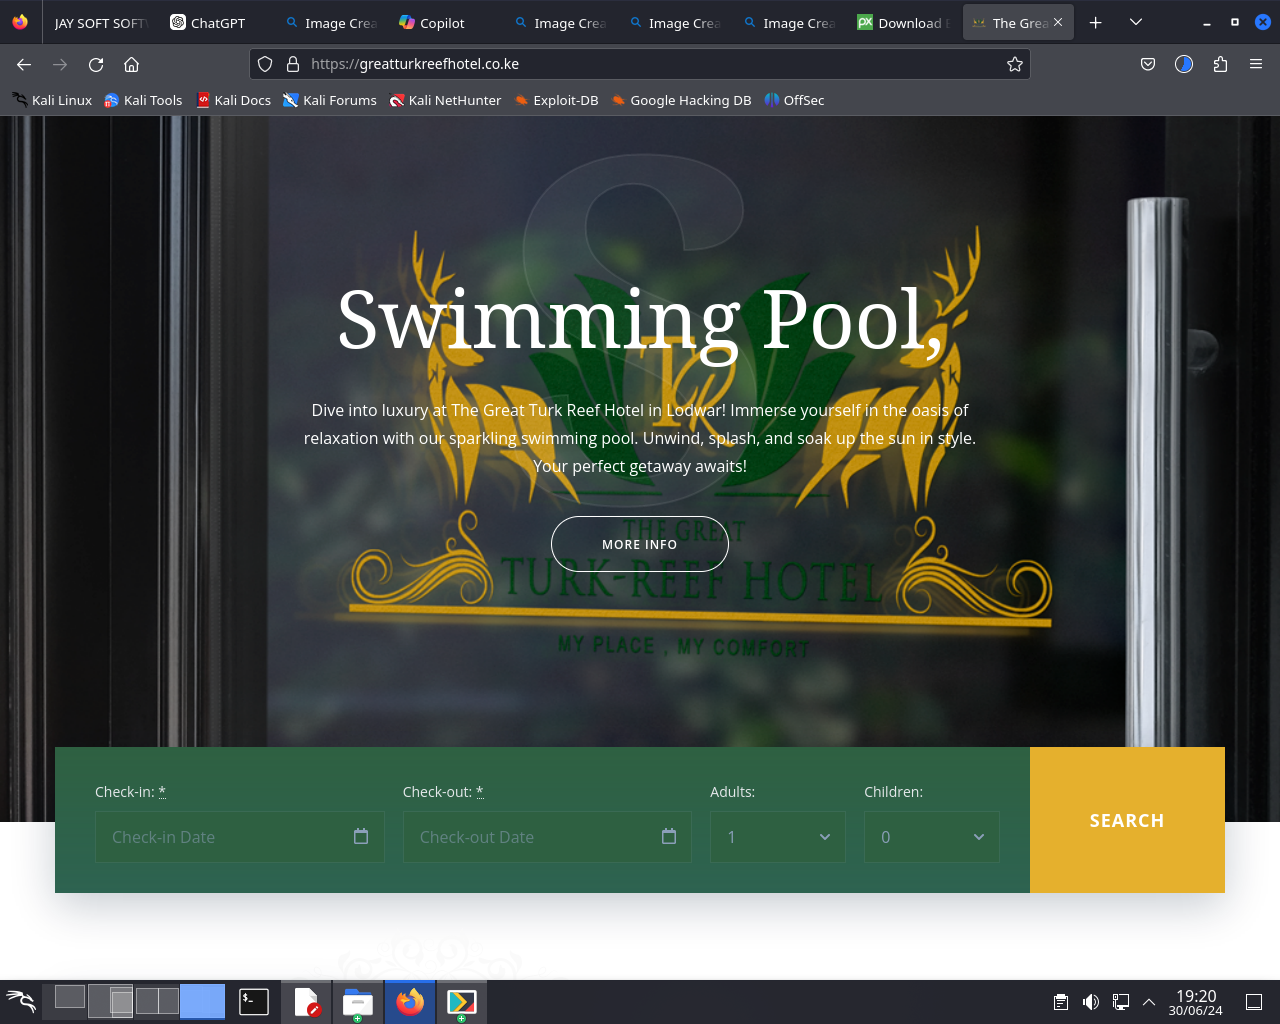 JAY SOFT SOFT
ChatGPT
Image Crea
Copilot
Image Crea
Image Crea
Image Crea
Download
The Grea
https://greatturkreefhotel.co.ke
Kali Linux
Kali Tools
Kali Docs
Kali Forums
Kali NetHunter
Exploit-DB
Google Hacking DB
OffSec
S
Swimming Pool,
TR
Dive into luxury at The Great Turk Reef Hotel in Lodwar! Immerse yourself in the oasis of
relaxation with our sparkling swimming pool. Unwind, splash, and soak up the sun in style.
Your perfect getaway awaits!
THE GREAT
MORE INFO
TURK-REEF HOTEL
MY PLACE , MY COMFORT
Check-in: *
Check-out: *
Adults:
Children:
Check-in Date
Check-out Date
1
0
SEARCH
19:20
30/06/24